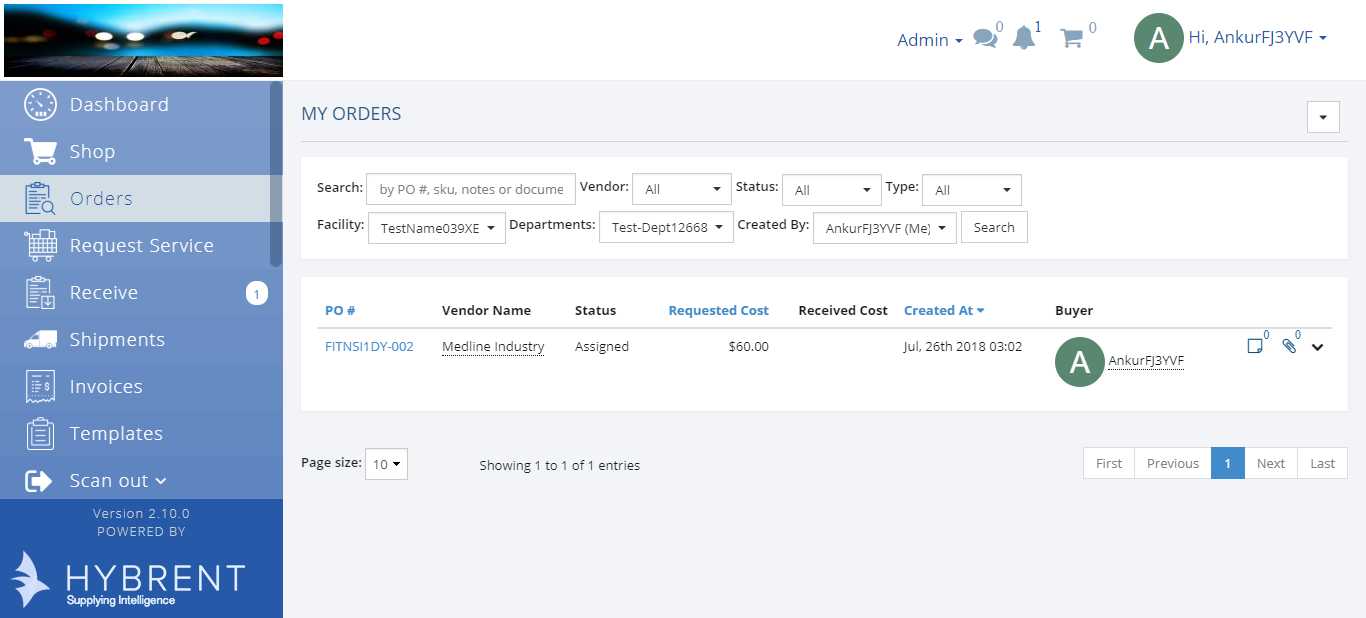 Admin 0 1 0 A Hi, AnkurFJ3YVF
Dashboard
Shop
Orders
Request Service
Receive 1
Shipments
Invoices
Templates
Scan out
Version 2.10.0
POWERED BY
HYBRENT
Supplying Intelligence
MY ORDERS
Search: by PO #, sku, notes or docume Vendor: All Status: All Type: All
Facility: TestName039XE Departments: Test-Dept12668 Created By: AnkurFJ3YVF (Me) Search
PO # Vendor Name Status Requested Cost Received Cost Created At Buyer
FITNSI1DY-002 Medline Industry Assigned $60.00 Jul, 26th 2018 03:02 A AnkurFJ3YVF 0 0
Page size: 10 Showing 1 to 1 of 1 entries First Previous 1 Next Last